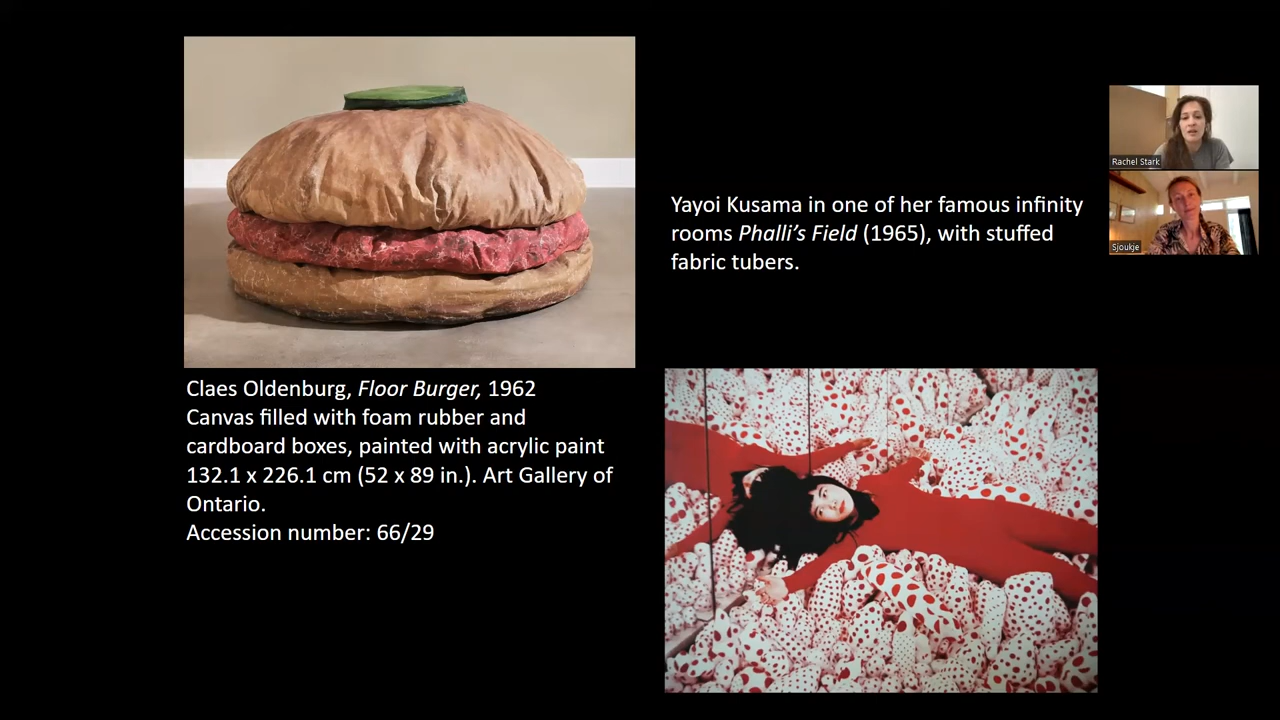 Claes Oldenburg, Floor Burger, 1962
Canvas filled with foam rubber and
cardboard boxes, painted with acrylic paint
132.1 x 226.1 cm (52 x 89 in.). Art Gallery of
Ontario.
Accession number: 66/29
Yayoi Kusama in one of her famous infinity
rooms Phalli’s Field (1965), with stuffed
fabric tubers.
Rachel Stark
Sjoukje